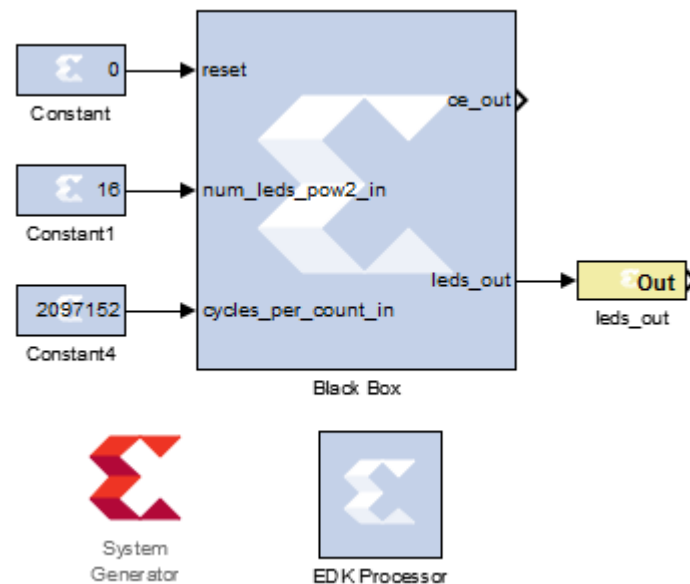 0
reset
Constant
ce_out
16
num_leds_pow2_in
Constant1
leds_out
Out
leds_out
2097152
cycles_per_count_in
Constant4
Black Box
System
Generator
EDK Processor